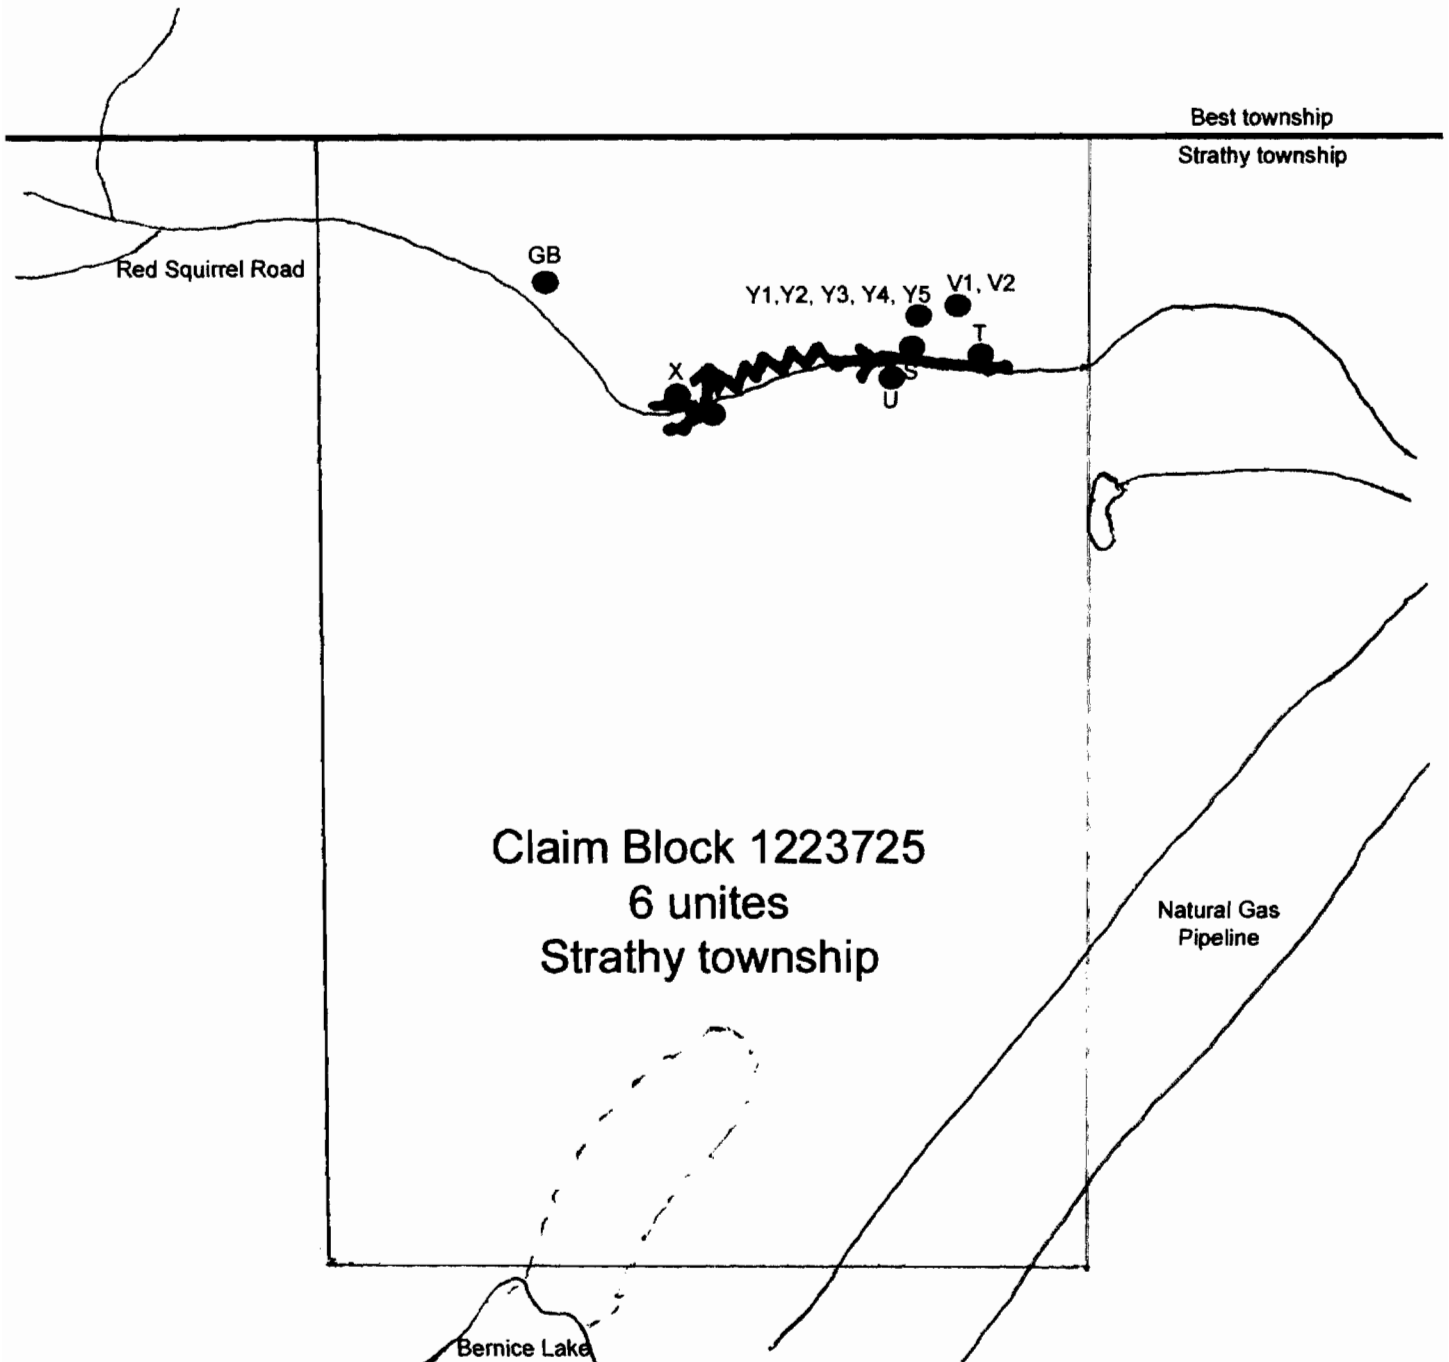 Best township
Strathy township
Red Squirrel Road
GB
Y1,Y2, Y3, Y4, Y5
V1, V2
T
X
S
U
Claim Block 1223725
6 unites
Strathy township
Natural Gas
Pipeline
Bernice Lake